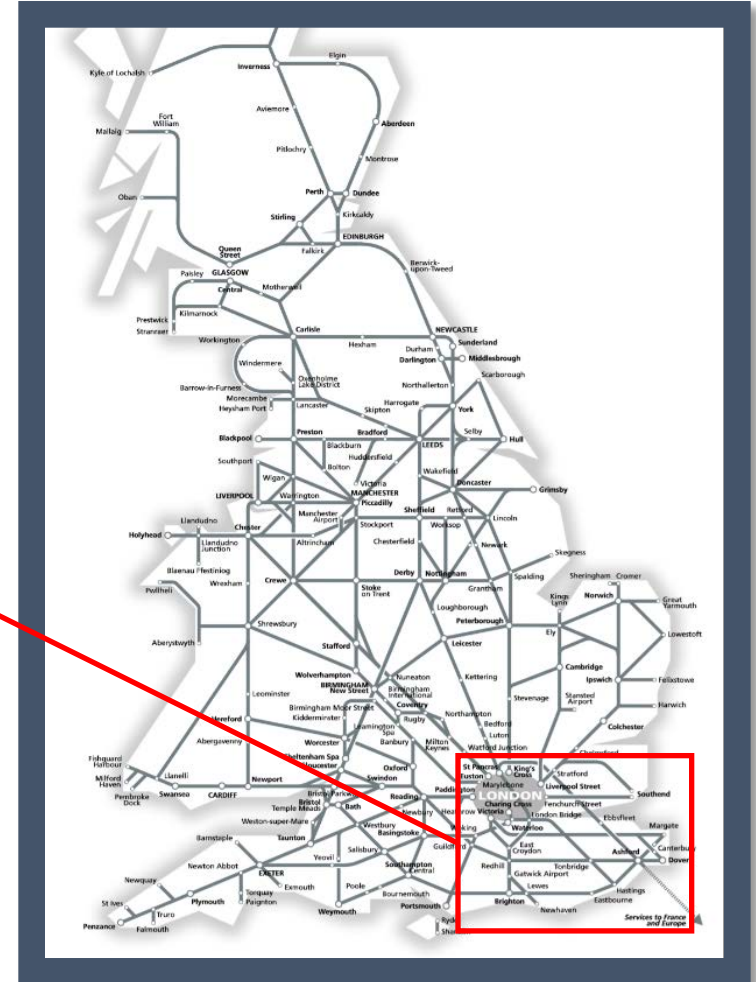 Elgin
Inverness
Kyle of Lochalsh
Aviemore
Fort
William
Aberdeen
Mallaig
Pitlochry
Montrose
Perth
Dundee
Oban
Stirling
Kirkcaldy
EDINBURGH
Queen
Street
Falkirk
Berwick-
upon-Tweed
Paisley
GLASGOW
Central
Motherwell
Kilmarnock
Prestwick
Stranraer
Carlisle
NEWCASTLE
Workington
Hexham
Sunderland
Durham
Darlington
Middlesbrough
Windermere
Scarborough
Oxenholme
Lake District
Barrow-in-Furness
Northallerton
Morecambe
Lancaster
Harrogate
York
Heysham Port
Skipton
Blackpool
Preston
Bradford
Selby
Hull
Blackburn
LEEDS
Huddersfield
Southport
Bolton
Wakefield
Wigan
Victoria
Doncaster
Grimsby
LIVERPOOL
Warrington
MANCHESTER
Piccadilly
Manchester
Airport
Sheffield
Retford
Llandudno
Stockport
Worksop
Lincoln
Holyhead
Chester
Llandudno
Junction
Altrincham
Chesterfield
Newark
Skegness
Blaenau Ffestiniog
Derby
Nottingham
Spalding
Sheringham
Cromer
Pwllheli
Wrexham
Crewe
Stoke
on Trent
Grantham
Kings
Lynn
Norwich
Great
Yarmouth
Loughborough
Peterborough
Shrewsbury
Ely
Lowestoft
Aberystwyth
Stafford
Leicester
Wolverhampton
Cambridge
Nuneaton
Kettering
Ipswich
Felixstowe
BIRMINGHAM
New Street
Birmingham
International
Leominster
Stevenage
Stansted
Airport
Birmingham Moor Street
Coventry
Harwich
Hereford
Kidderminster
Rugby
Northampton
Leamington
Spa
Bedford
Colchester
Abergavenny
Worcester
Banbury
Milton
Keynes
Luton
Cheltenham Spa
Watford Junction
Chelmsford
Fishguard
Harbour
Gloucester
Oxford
St Pancras
King's
Cross
Euston
Stratford
Milford
Haven
Llanelli
Newport
Swindon
Marylebone
Liverpool Street
Pembroke
Dock
Swansea
CARDIFF
Bristol Parkway
Reading
Paddington
LONDON
Southend
Bristol
Temple Meads
Bath
Charing Cross
Fenchurch Street
Newbury
Heathrow
Victoria
London Bridge
Ebbsfleet
Weston-super-Mare
Westbury
Basingstoke
Woking
Waterloo
Margate
Barnstaple
Taunton
Salisbury
Guildford
East
Croydon
Canterbury
Yeovil
Redhill
Tonbridge
Ashford
Dover
Newton Abbot
EXETER
Southampton
Central
Gatwick Airport
Newquay
Exmouth
Poole
Lewes
Hastings
Torquay
Paignton
Bournemouth
Eastbourne
St Ives
Plymouth
Weymouth
Portsmouth
Brighton
Newhaven
Truro
Penzance
Falmouth
Services to France
and Europe